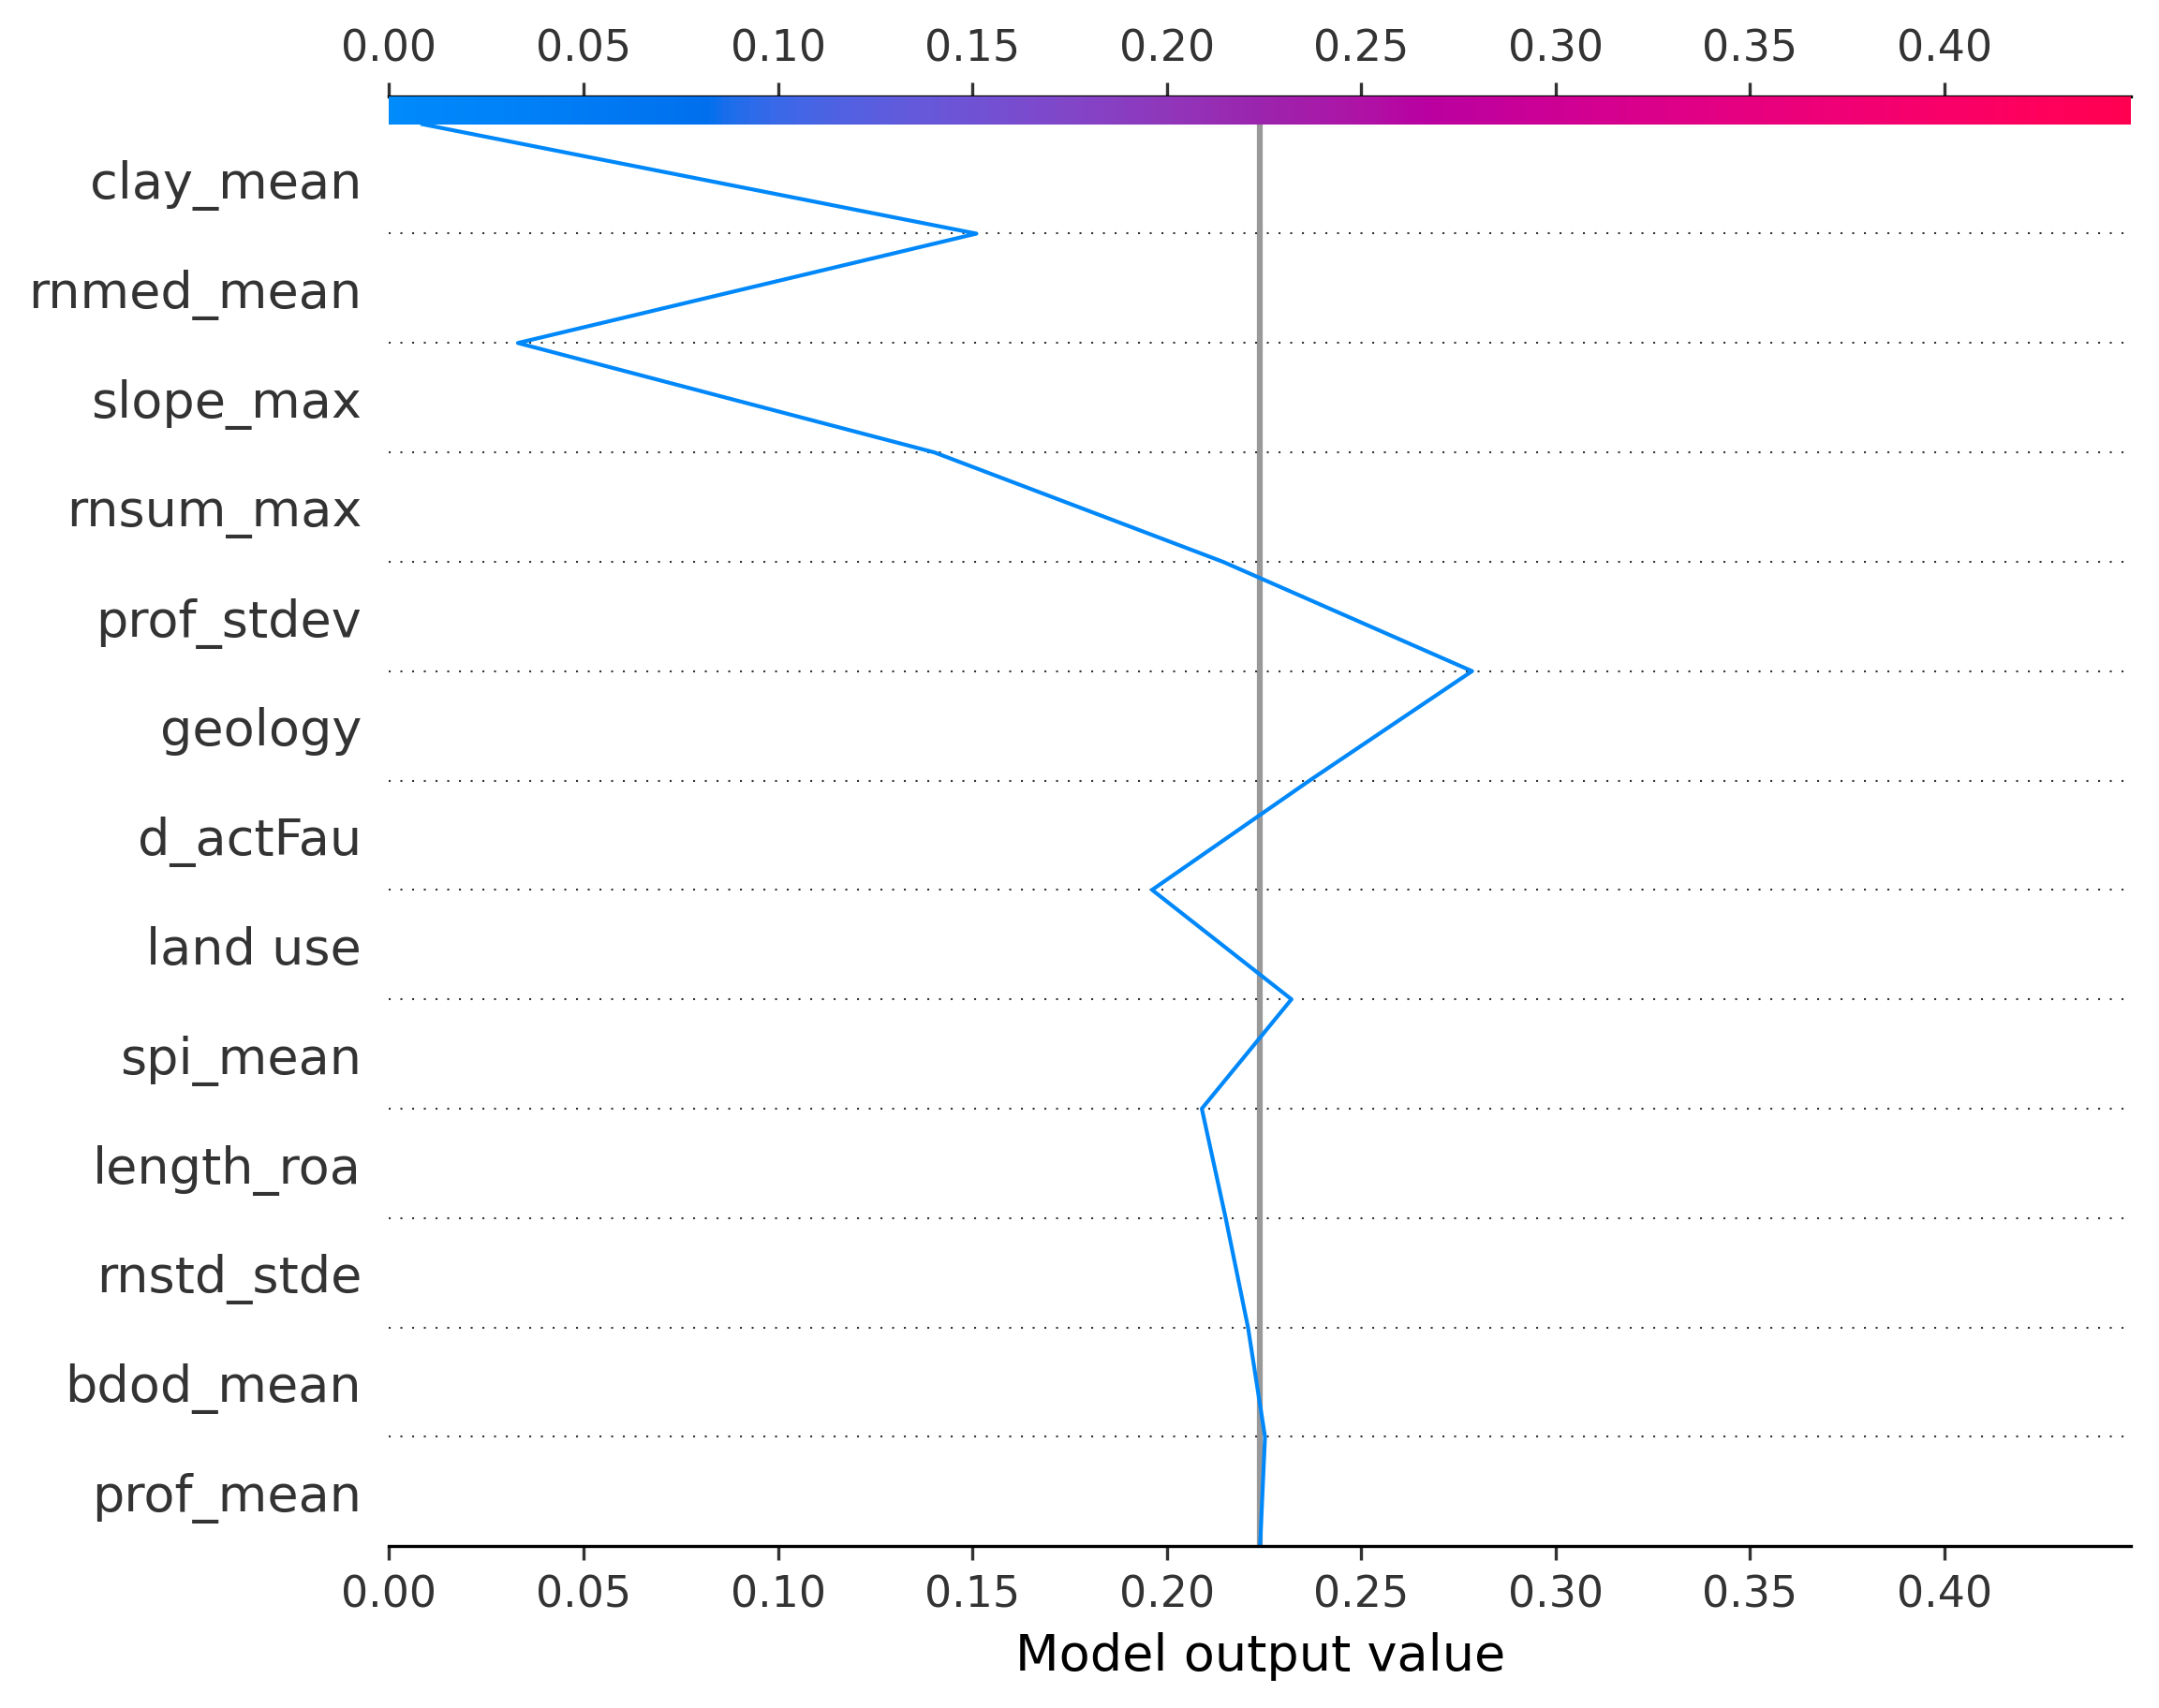 0.00 0.05 0.10 0.15 0.20 0.25 0.30 0.35 0.40
clay_mean
rnmed_mean
slope_max
rnsum_max
prof_stdev
geology
d_actFau
land use
spi_mean
length_roa
rnstd_stde
bdod_mean
prof_mean
0.00 0.05 0.10 0.15 0.20 0.25 0.30 0.35 0.40
Model output value